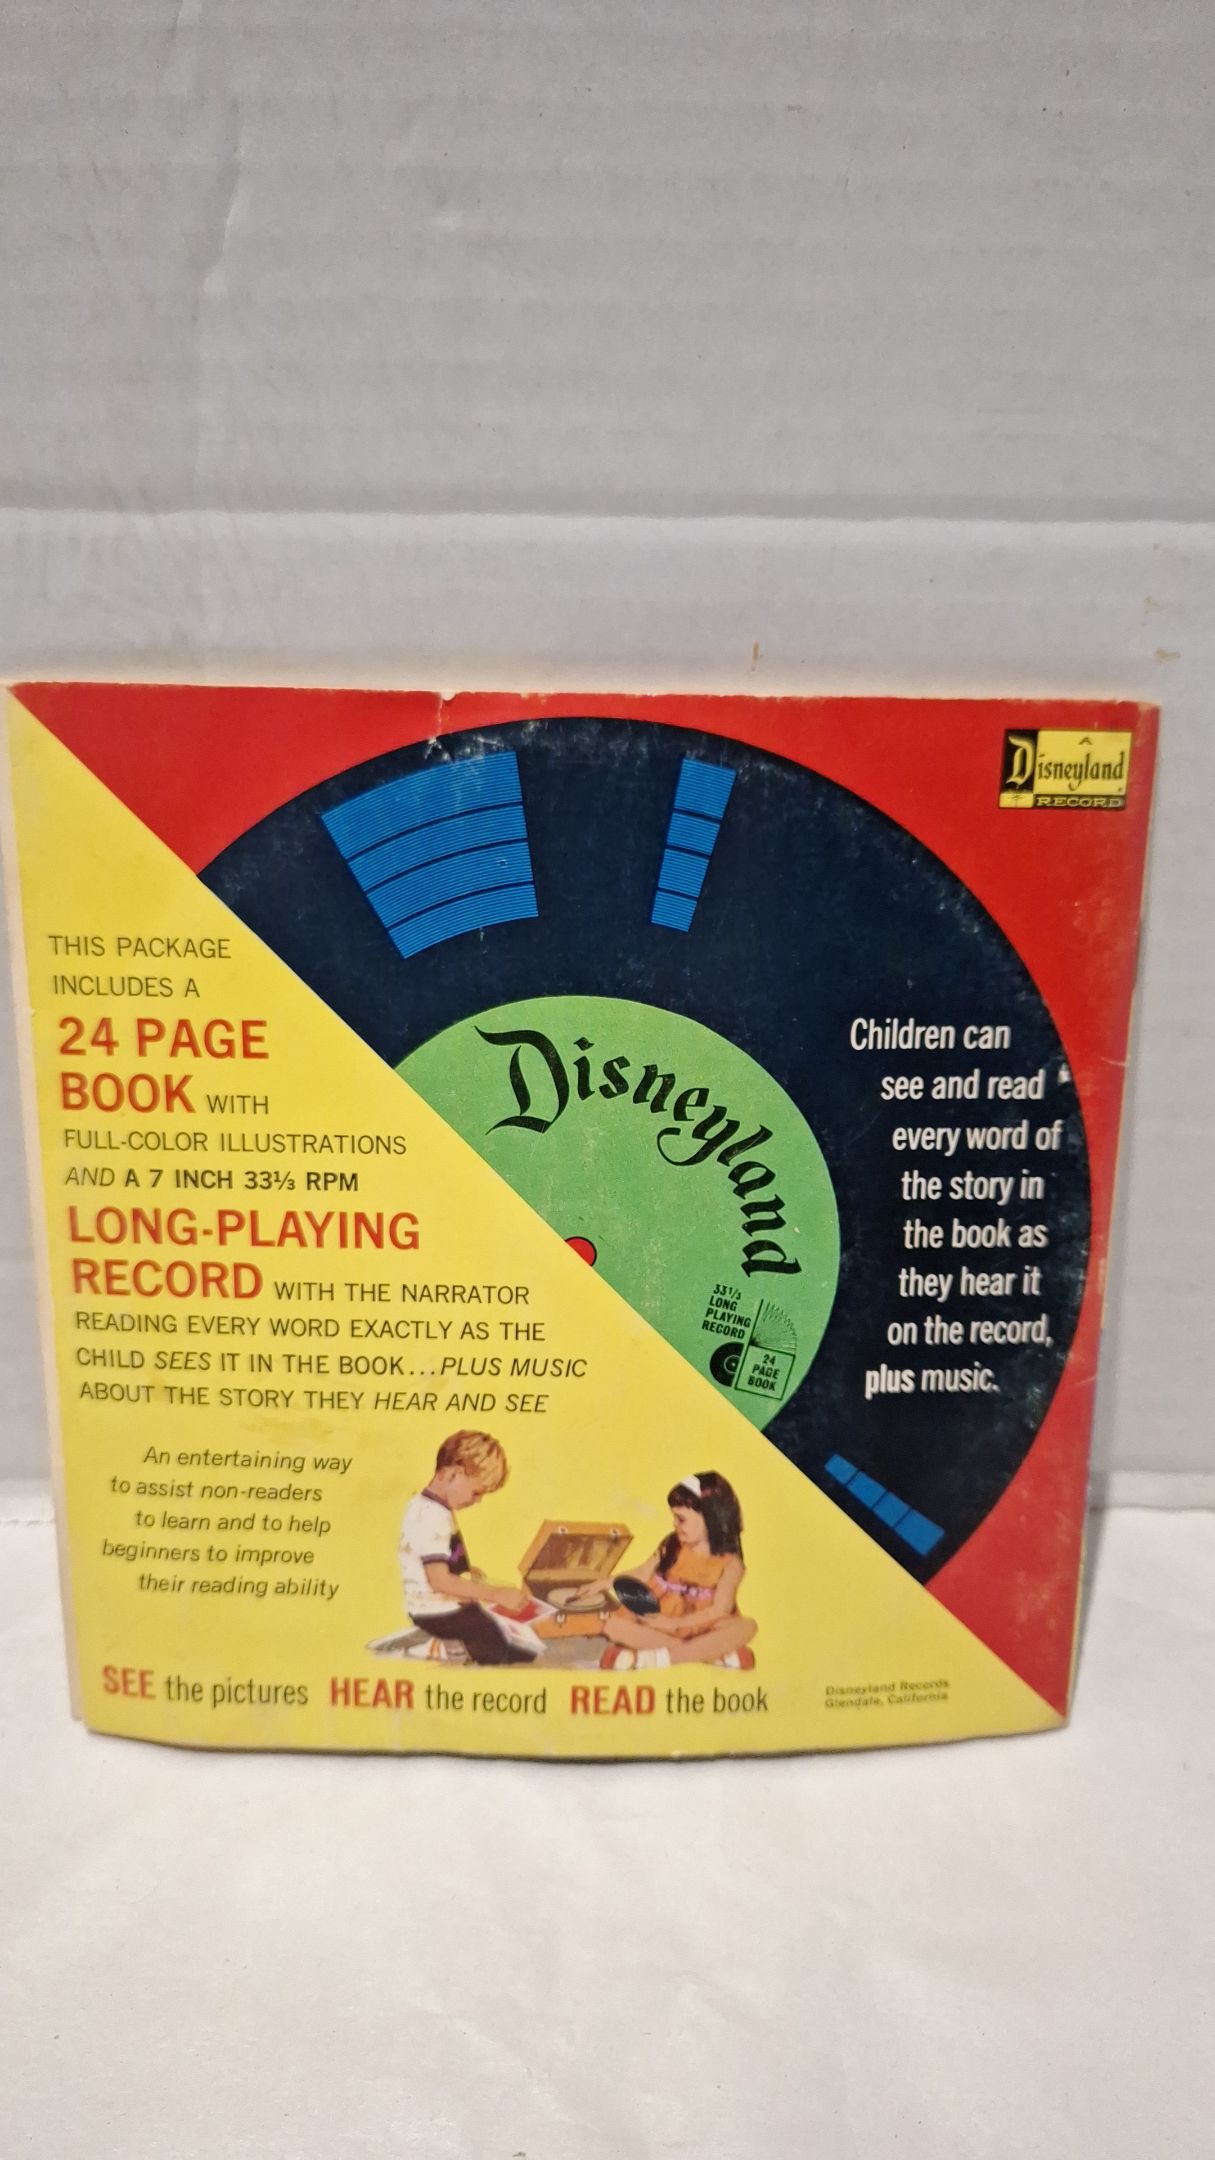 A
Disneyland
RECORD
THIS PACKAGE
INCLUDES A
24 PAGE
BOOK WITH
FULL-COLOR ILLUSTRATIONS
AND A 7 INCH 33⅓ RPM
LONG-PLAYING
RECORD WITH THE NARRATOR
READING EVERY WORD EXACTLY AS THE
CHILD SEES IT IN THE BOOK...PLUS MUSIC
ABOUT THE STORY THEY HEAR AND SEE
An entertaining way
to assist non-readers
to learn and to help
beginners to improve
their reading ability
Disneyland
33⅓
LONG
PLAYING
RECORD
24
PAGE
BOOK
Children can
see and read
every word of
the story in
the book as
they hear it
on the record,
plus music.
SEE the pictures HEAR the record READ the book
Disneyland Records
Glendale, California